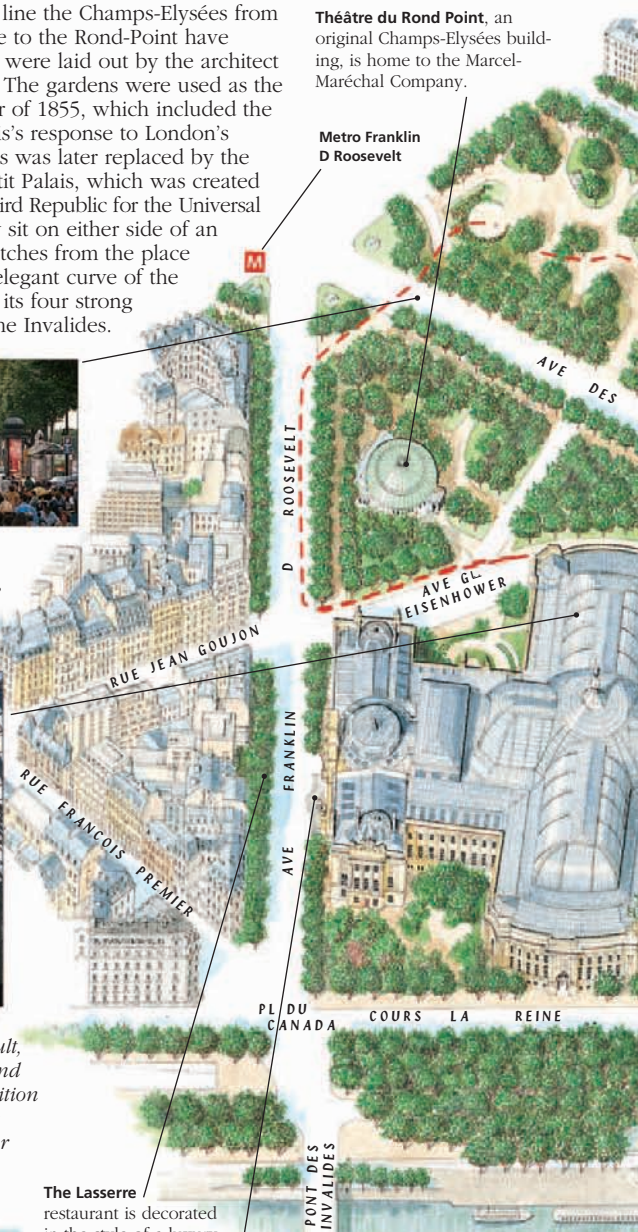 line the Champs-Elysées from
e to the Rond-Point have
were laid out by the architect
The gardens were used as the
r of 1855, which included the
s's response to London's
s was later replaced by the
tit Palais, which was created
ird Republic for the Universal
sit on either side of an
tches from the place
elegant curve of the
its four strong
ne Invalides.
Théâtre du Rond Point, an
original Champs-Elysées build-
ing, is home to the Marcel-
Maréchal Company.
Metro Franklin
D Roosevelt
M
AVE DES
D ROOSEVELT
AVE GL.
EISENHOWER
RUE JEAN GOUJON
AVE FRANKLIN
RUE FRANCOIS PREMIER
PL DU
CANADA
COURS LA REINE
ult,
nd
ition
r
PONT DES
INVALIDES
The Lasserre
restaurant is decorated